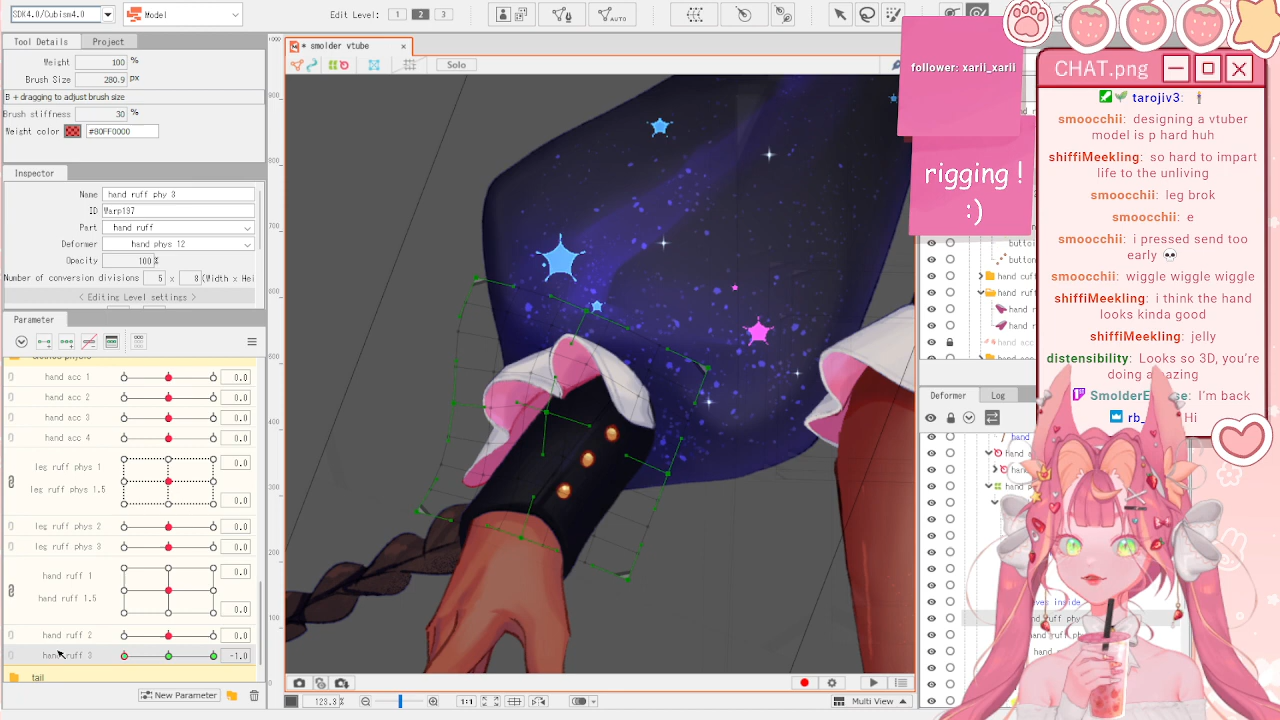 SDK4.0/Cubism4.0
Model
Edit Level: 1 2 3
AUTO
Tool Details
Project
Weight 100 %
Brush Size 280.9 px
B + dragging to adjust brush size
Brush stiffness 30 %
Weight color #80FF0000
Inspector
Name hand ruff phy 3
ID Warp137
Part hand ruff
Deformer hand phys 12
Opacity 100 %
Number of conversion divisions 5 x 8 (Width x Hei
< Editing Level settings >
Parameter
hand acc 1 0.0
hand acc 2 0.0
hand acc 3 0.0
hand acc 4 0.0
leg ruff phys 1 0.0
leg ruff phys 1.5 0.0
leg ruff phys 2 0.0
leg ruff phys 3 0.0
hand ruff 1 0.0
hand ruff 1.5 0.0
hand ruff 2 0.0
hand ruff 3 -1.0
tail
New Parameter
* smolder vtube
Solo
123.3%
1:1
Multi View
Deformer
Log
follower: xarii_xarii
rigging !
:)
CHAT.png
tarojiv3:
smoocchii: designing a vtuber
model is p hard huh
shiffiMeekling: so hard to impart
life to the unliving
smoocchii: leg brok
smoocchii: e
smoocchii: i pressed send too
early 💀
smoocchii: wiggle wiggle wiggle
shiffiMeekling: i think the hand
looks kinda good
shiffiMeekling: jelly
distensibility: Looks so 3D, you're
doing amazing
I'm back
Hi